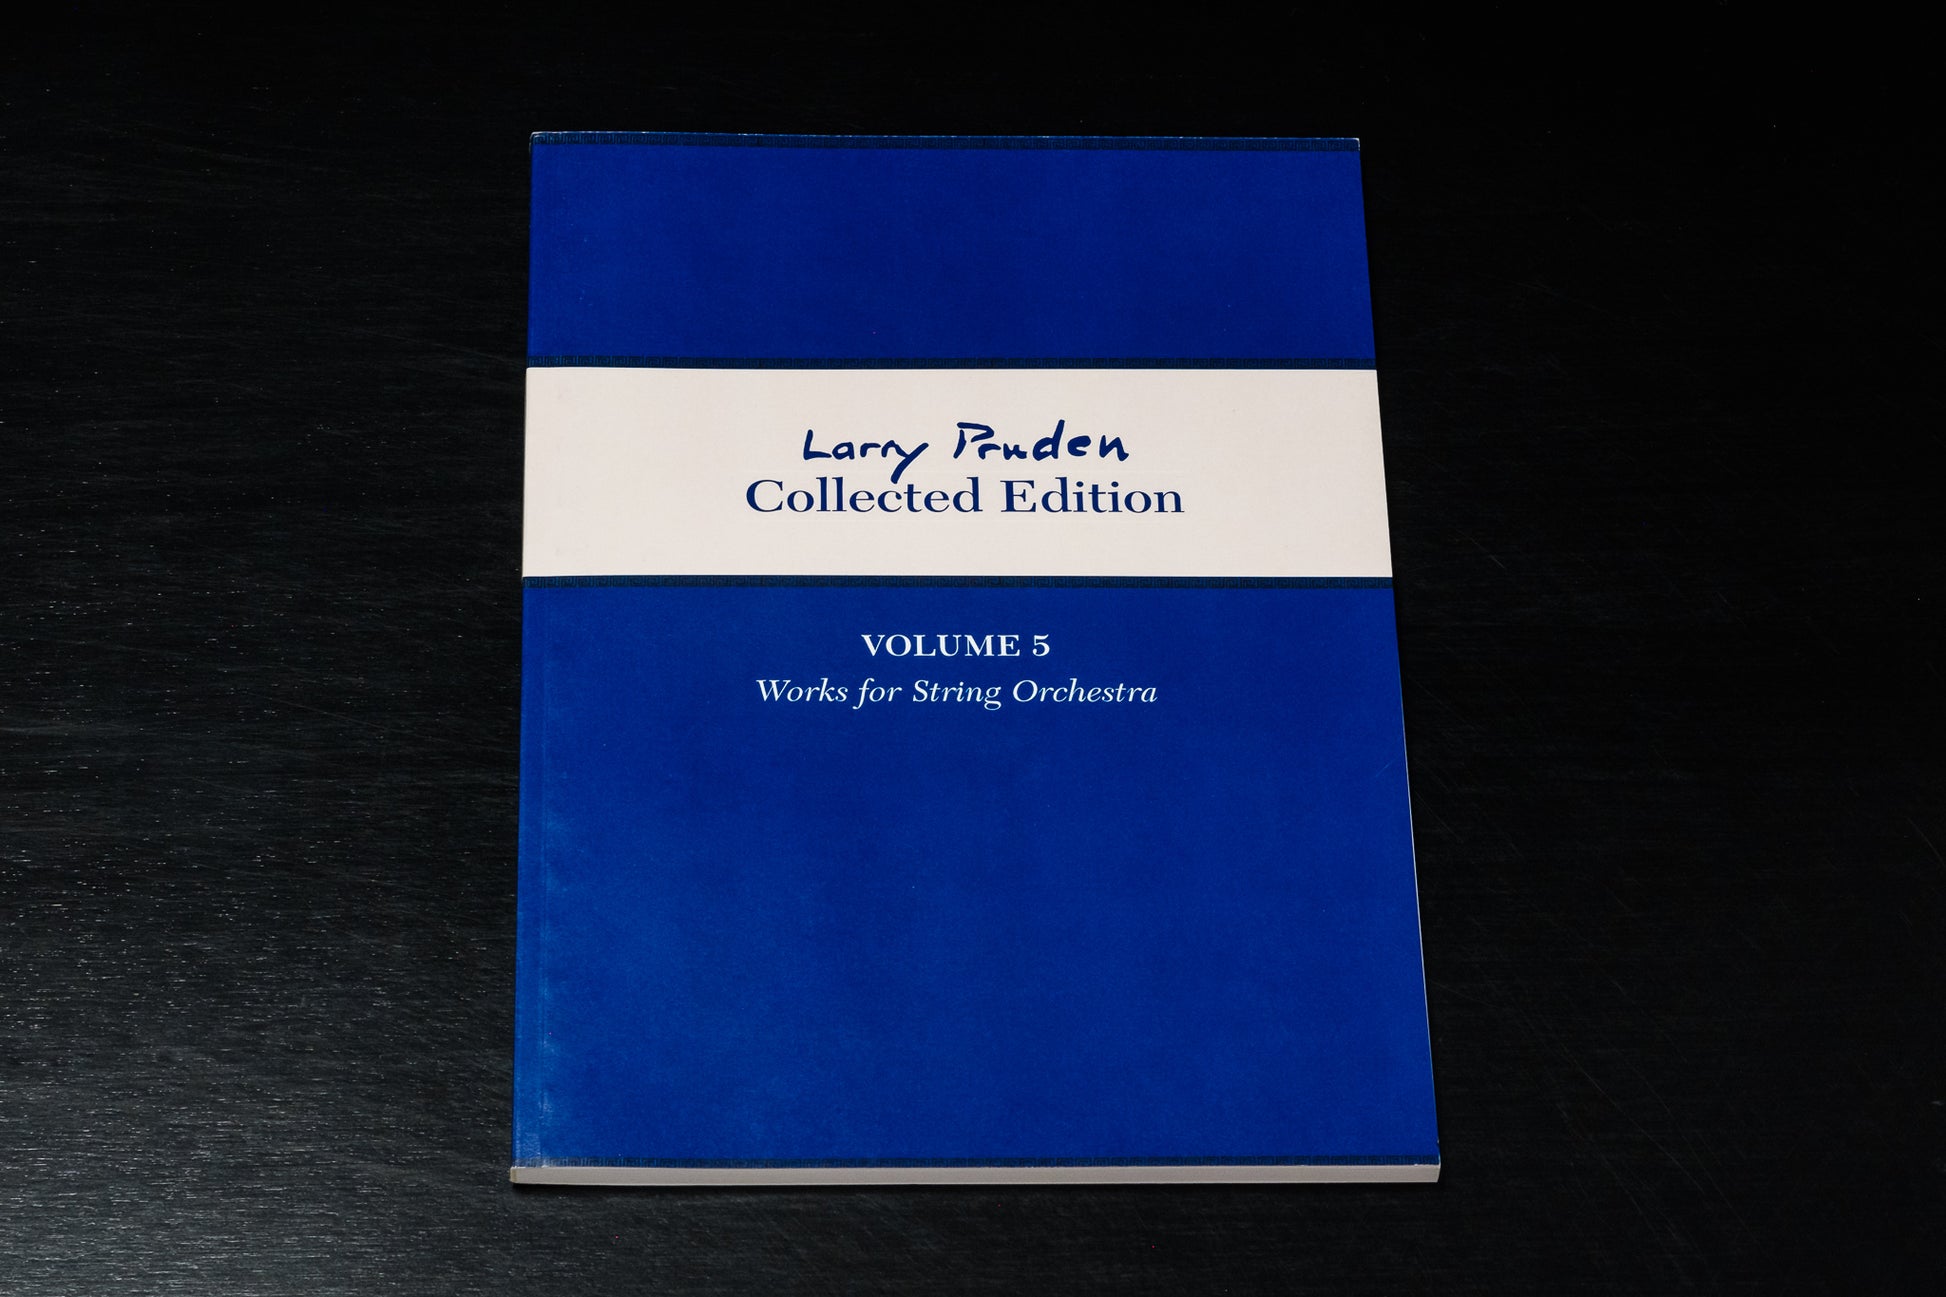 Larry Pruden
Collected Edition
VOLUME 5
Works for String Orchestra